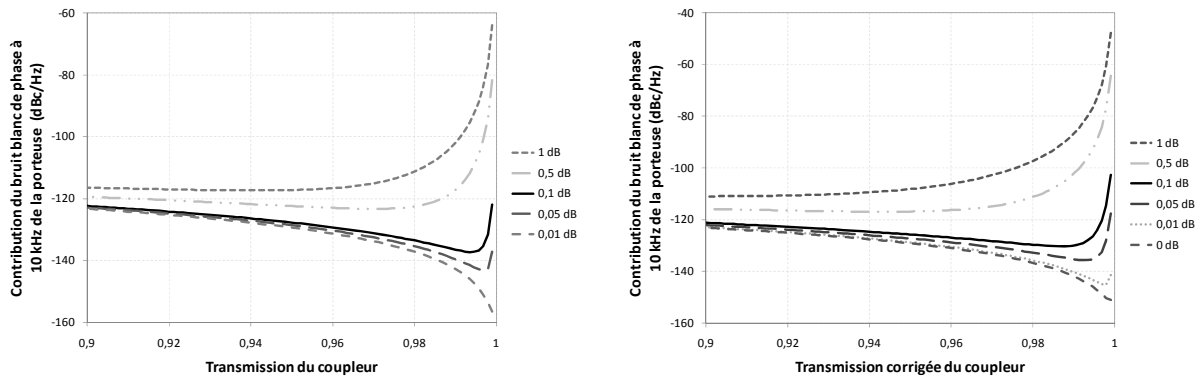 Contribution du bruit blanc de phase à
10 kHz de la porteuse (dBc/Hz)
-60
-80
-100
-120
-140
-160
0,9
0,92
0,94
0,96
0,98
1
Transmission du coupleur
1 dB
0,5 dB
0,1 dB
0,05 dB
0,01 dB
Contribution du bruit blanc de phase à
10 kHz de la porteuse (dBc/Hz)
-40
-60
-80
-100
-120
-140
-160
0,9
0,92
0,94
0,96
0,98
1
Transmission corrigée du coupleur
1 dB
0,5 dB
0,1 dB
0,05 dB
0,01 dB
0 dB